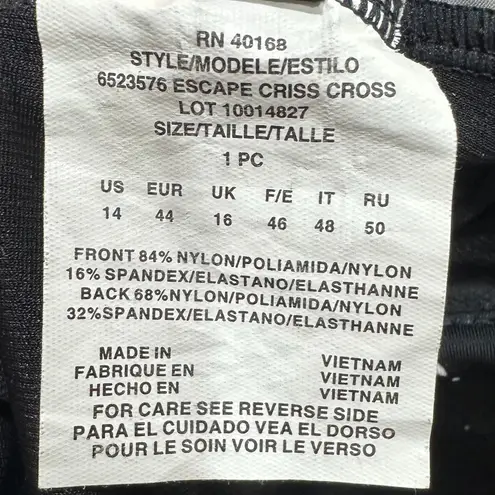 RN 40168
STYLE/MODELE/ESTILO
6523576 ESCAPE CRISS CROSS
LOT 10014827
SIZE/TAILLE/TALLE
1 PC
US EUR UK F/E IT RU
14 44 16 46 48 50
FRONT 84% NYLON/POLIAMIDA/NYLON
16% SPANDEX/ELASTANO/ELASTHANNE
BACK 68%NYLON/POLIAMIDA/NYLON
32%SPANDEX/ELASTANO/ELASTHANNE
MADE IN VIETNAM
FABRIQUE EN VIETNAM
HECHO EN VIETNAM
FOR CARE SEE REVERSE SIDE
PARA EL CUIDADO VEA EL DORSO
POUR LE SOIN VOIR LE VERSO